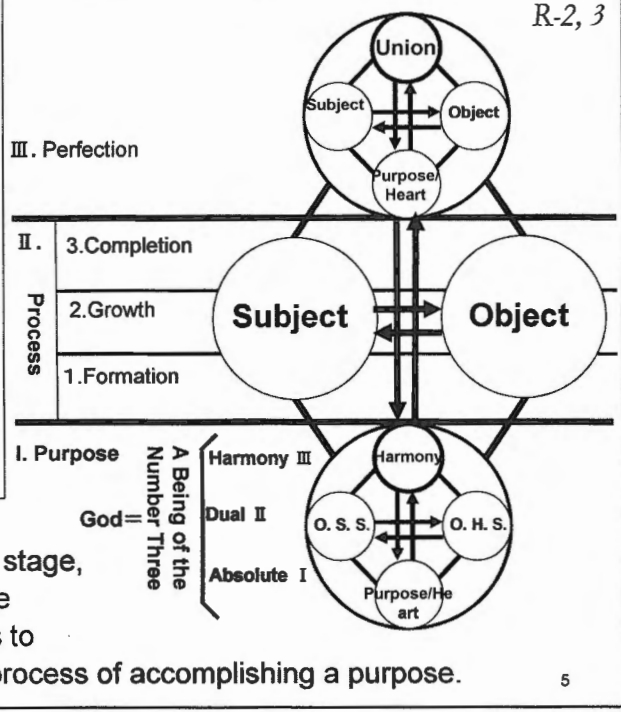 R-2, 3
Union
Subject
Object
Purpose/
Heart
III. Perfection
II.
Process
3.Completion
2.Growth
1.Formation
Subject
Object
I. Purpose
God=
A Being of the
Number Three
Harmony III
Dual II
Absolute I
Harmony
O. S. S.
O. H. S.
Purpose/He
art
stage,
e
s to
process of accomplishing a purpose.
5